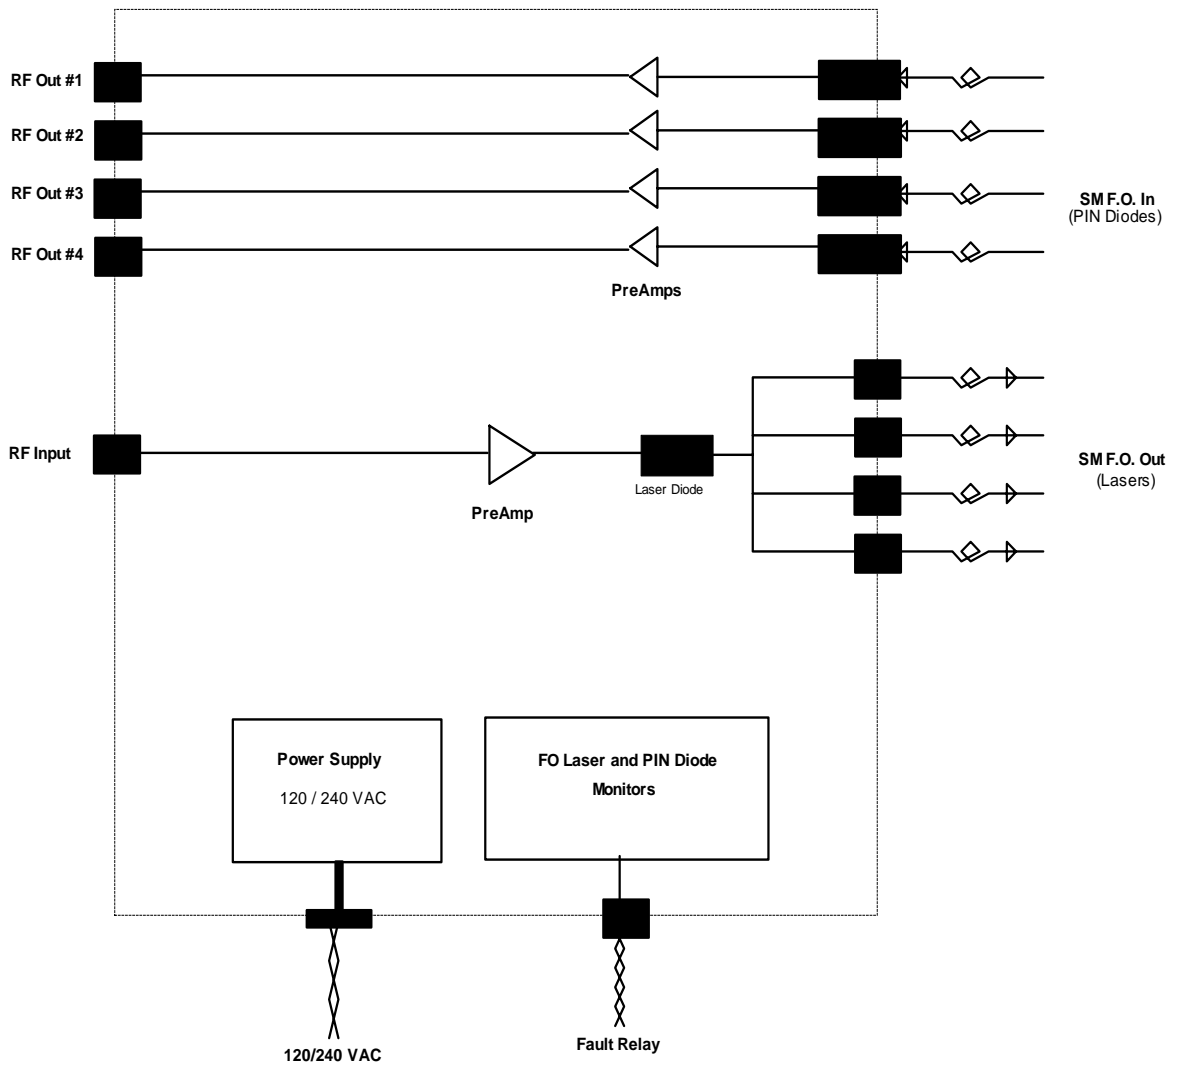 RF Out #1
RF Out #2
RF Out #3
RF Out #4
SM F.O. In
(PIN Diodes)
PreAmps
RF Input
Laser Diode
PreAmp
SM F.O. Out
(Lasers)
Power Supply
120 / 240 VAC
FO Laser and PIN Diode
Monitors
120/240 VAC
Fault Relay